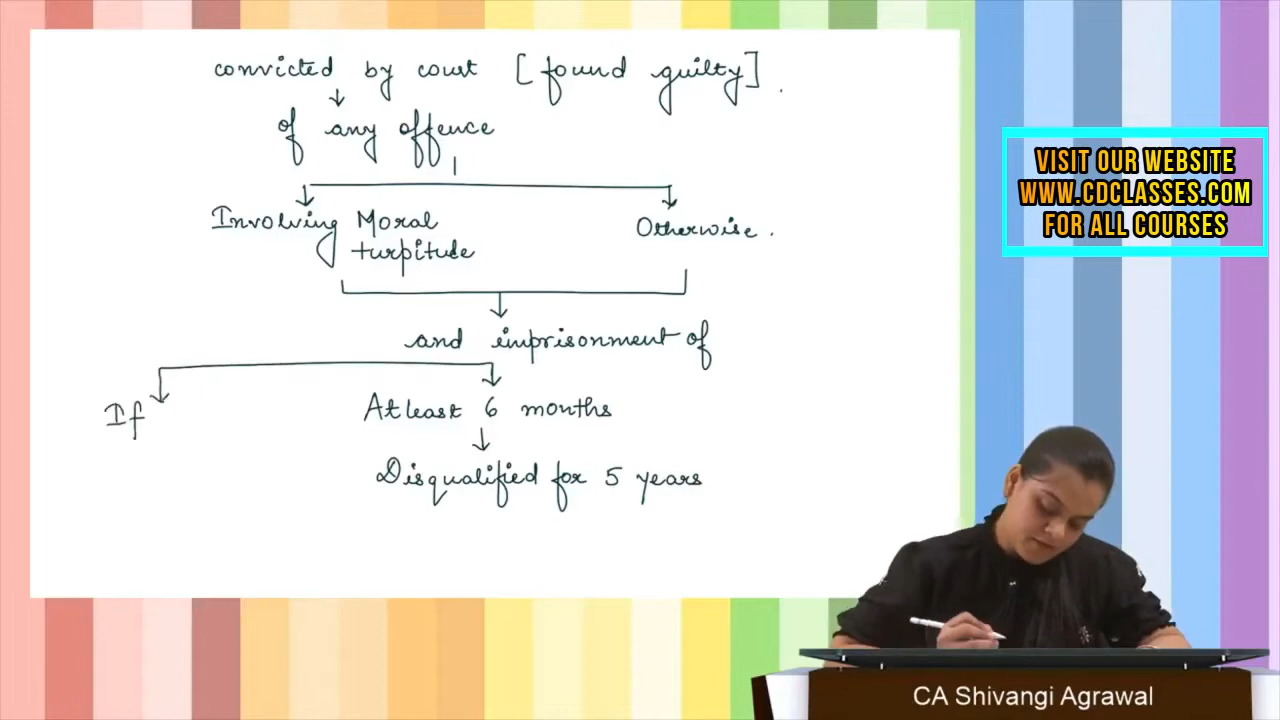 convicted by court [found guilty].
of any offence
Involving Moral
turpitude
Otherwise.
and imprisonment of
If
Atleast 6 months
Disqualified for 5 years
VISIT OUR WEBSITE
WWW.CDCLASSES.COM
FOR ALL COURSES
CA Shivangi Agrawal